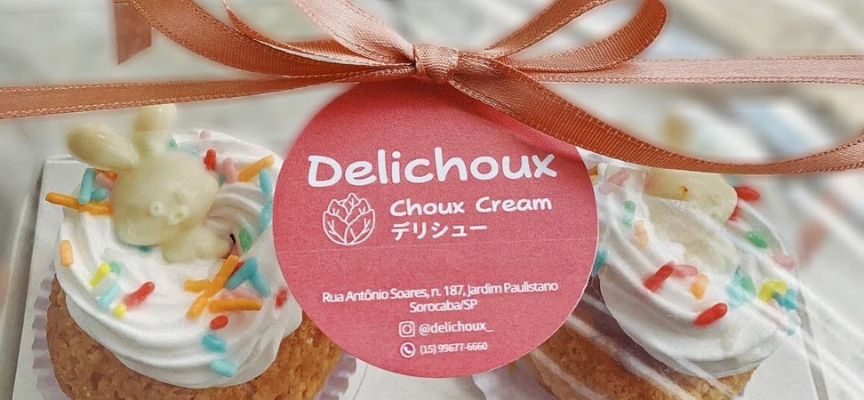 Delichoux
Choux Cream
デリシュー
Rua Antônio Soares, n. 187, Jardim Paulistano
Sorocaba/SP
@delichoux_
(15) 99677-6660